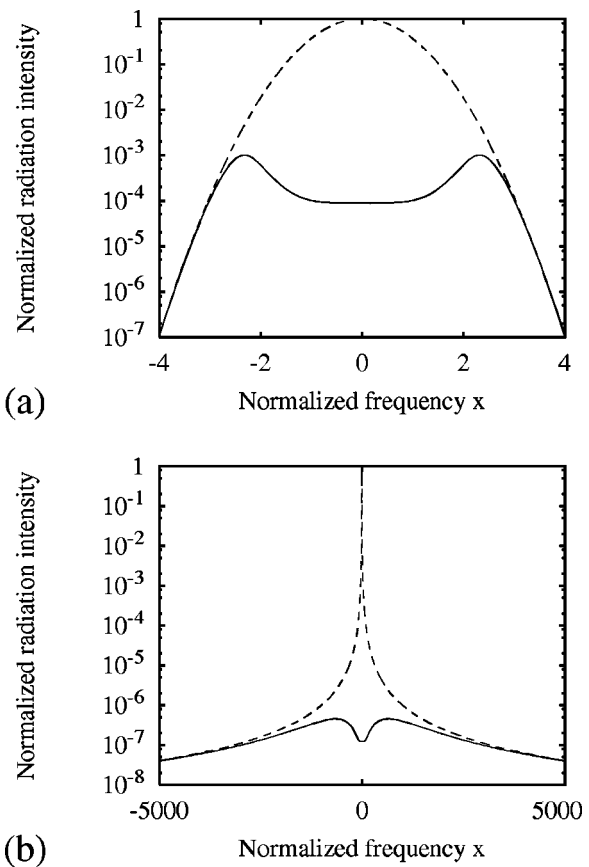 Normalized radiation intensity
1
10-1
10-2
10-3
10-4
10-5
10-6
10-7
-4 -2 0 2 4
Normalized frequency x
(a)
Normalized radiation intensity
1
10-1
10-2
10-3
10-4
10-5
10-6
10-7
10-8
-5000 0 5000
Normalized frequency x
(b)